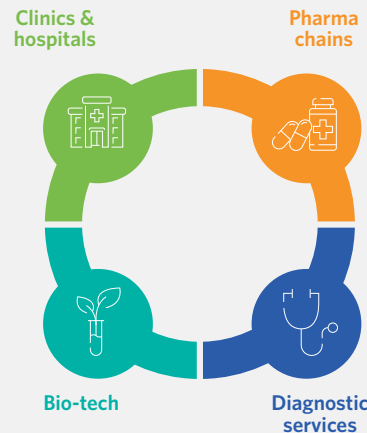 Clinics &
hospitals
Pharma
chains
Bio-tech
Diagnostic
services